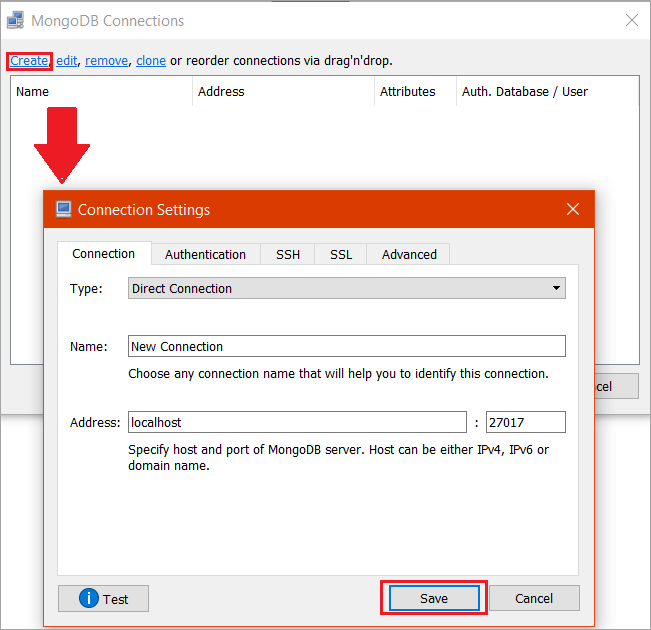 MongoDB Connections
Create, edit, remove, clone or reorder connections via drag'n'drop.
Name Address Attributes Auth. Database / User
Connection Settings
Connection Authentication SSH SSL Advanced
Type: Direct Connection
Name: New Connection
Choose any connection name that will help you to identify this connection.
cel
Address: localhost : 27017
Specify host and port of MongoDB server. Host can be either IPv4, IPv6 or
domain name.
i Test Save Cancel